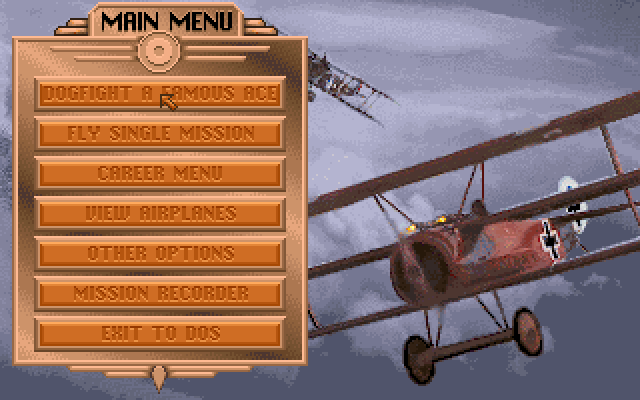 MAIN MENU
DOGFIGHT A FAMOUS ACE
FLY SINGLE MISSION
CAREER MENU
VIEW AIRPLANES
OTHER OPTIONS
MISSION RECORDER
EXIT TO DOS